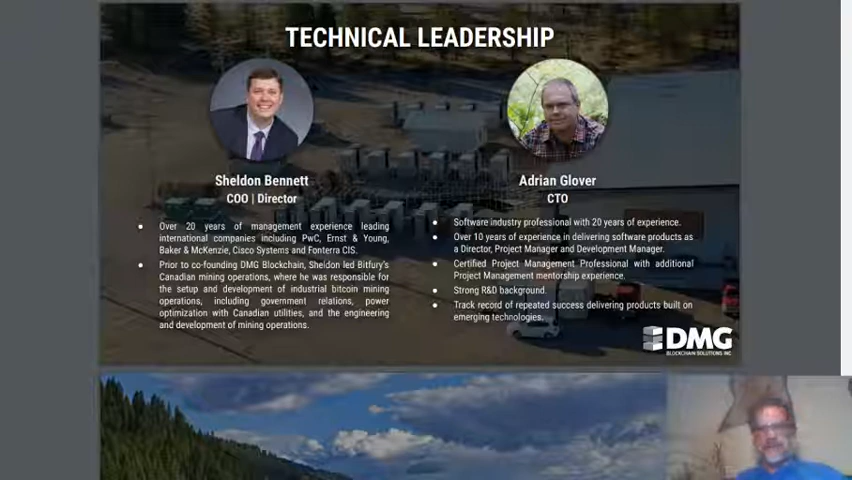 TECHNICAL LEADERSHIP
Sheldon Bennett
COO | Director
● Over 20 years of management experience leading
international companies including PwC, Ernst & Young,
Baker & McKenzie, Cisco Systems and Fonterra CIS.
● Prior to co-founding DMG Blockchain, Sheldon led Bitfury's
Canadian mining operations, where he was responsible for
the setup and development of industrial bitcoin mining
operations, including government relations, power
optimization with Canadian utilities, and the engineering
and development of mining operations.
Adrian Glover
CTO
● Software industry professional with 20 years of experience.
● Over 10 years of experience in delivering software products as
a Director, Project Manager and Development Manager.
● Certified Project Management Professional with additional
Project Management mentorship experience.
● Strong R&D background.
● Track record of repeated success delivering products built on
emerging technologies.
DMG
BLOCKCHAIN SOLUTIONS INC